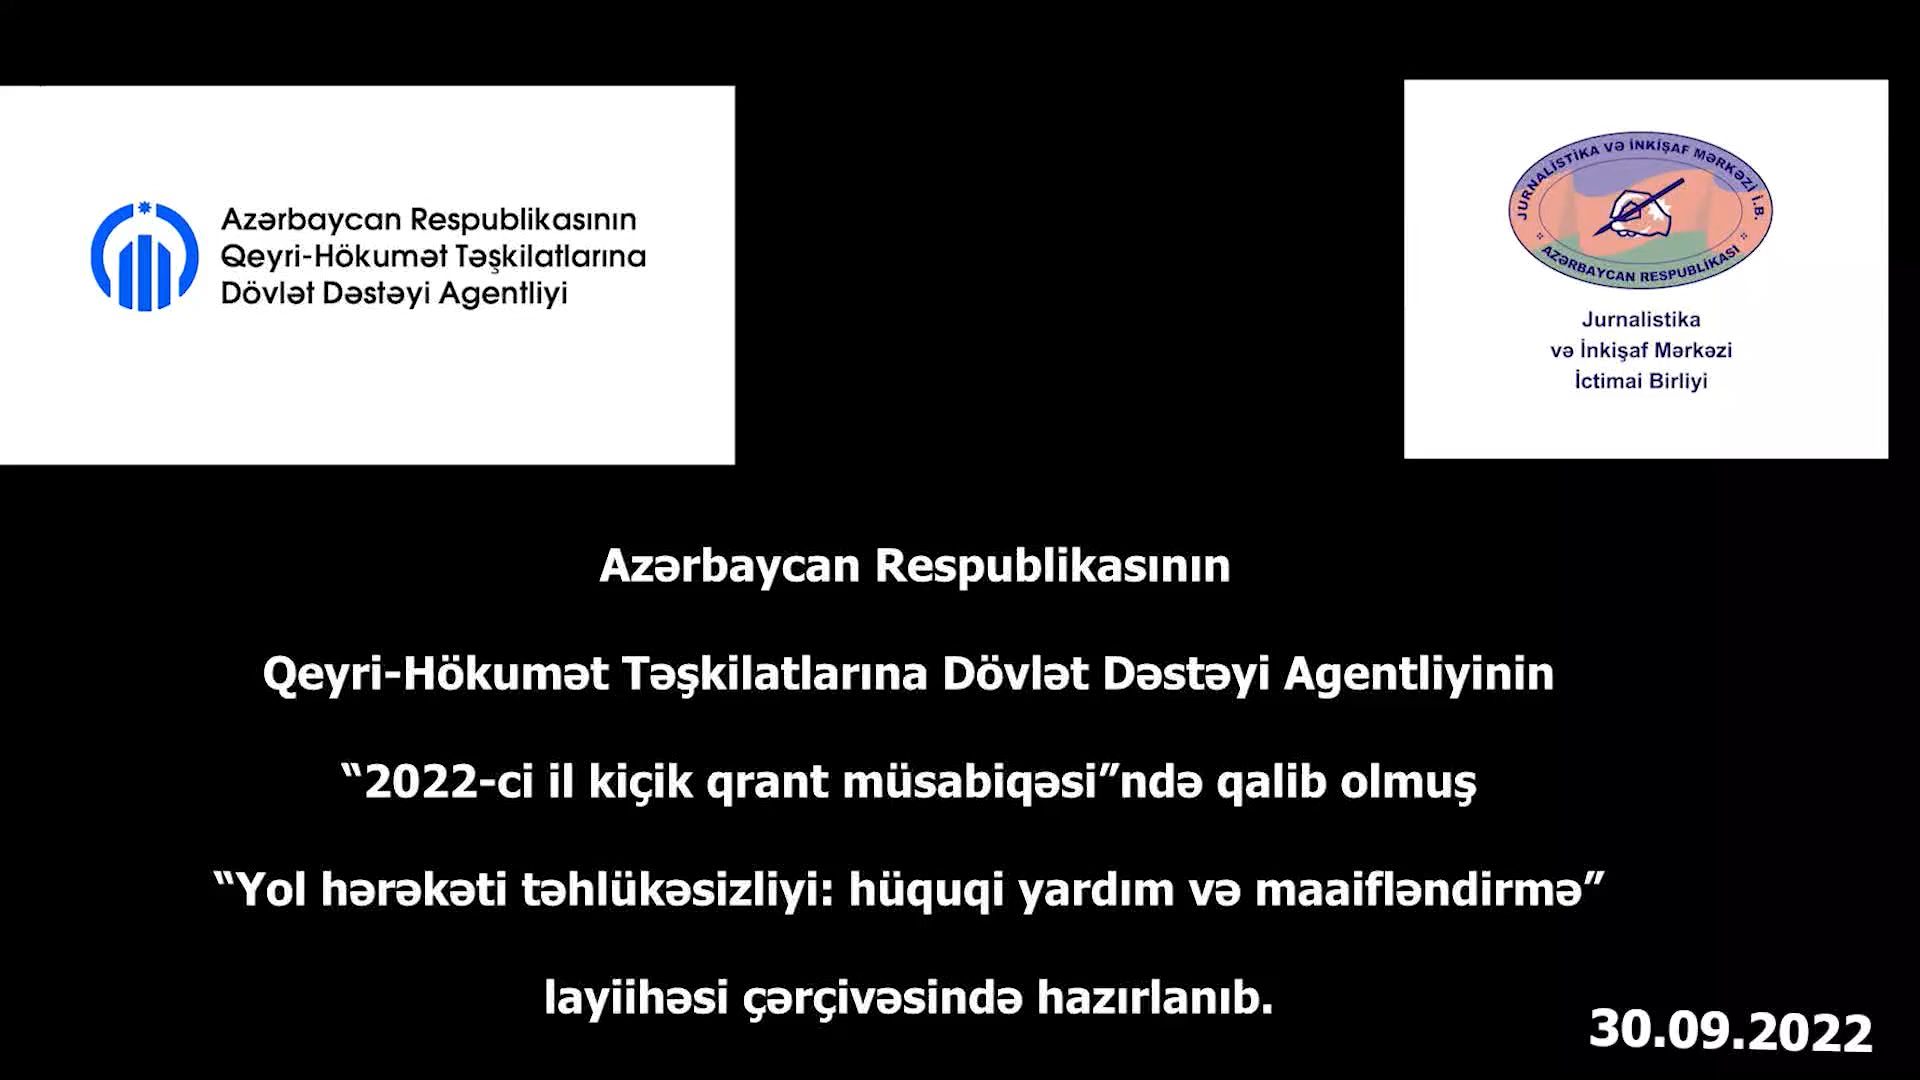 Azərbaycan Respublikasının
Qeyri-Hökumət Təşkilatlarına
Dövlət Dəstəyi Agentliyi
JURNALİSTİKA VƏ İNKİŞAF MƏRKƏZİ İ.B.
AZƏRBAYCAN RESPUBLİKASI
Jurnalistika
və İnkişaf Mərkəzi
İctimai Birliyi
Azərbaycan Respublikasının
Qeyri-Hökumət Təşkilatlarına Dövlət Dəstəyi Agentliyinin
“2022-ci il kiçik qrant müsabiqəsi”ndə qalib olmuş
“Yol hərəkəti təhlükəsizliyi: hüquqi yardım və maaifləndirmə”
layiihəsi çərçivəsində hazırlanıb.
30.09.2022